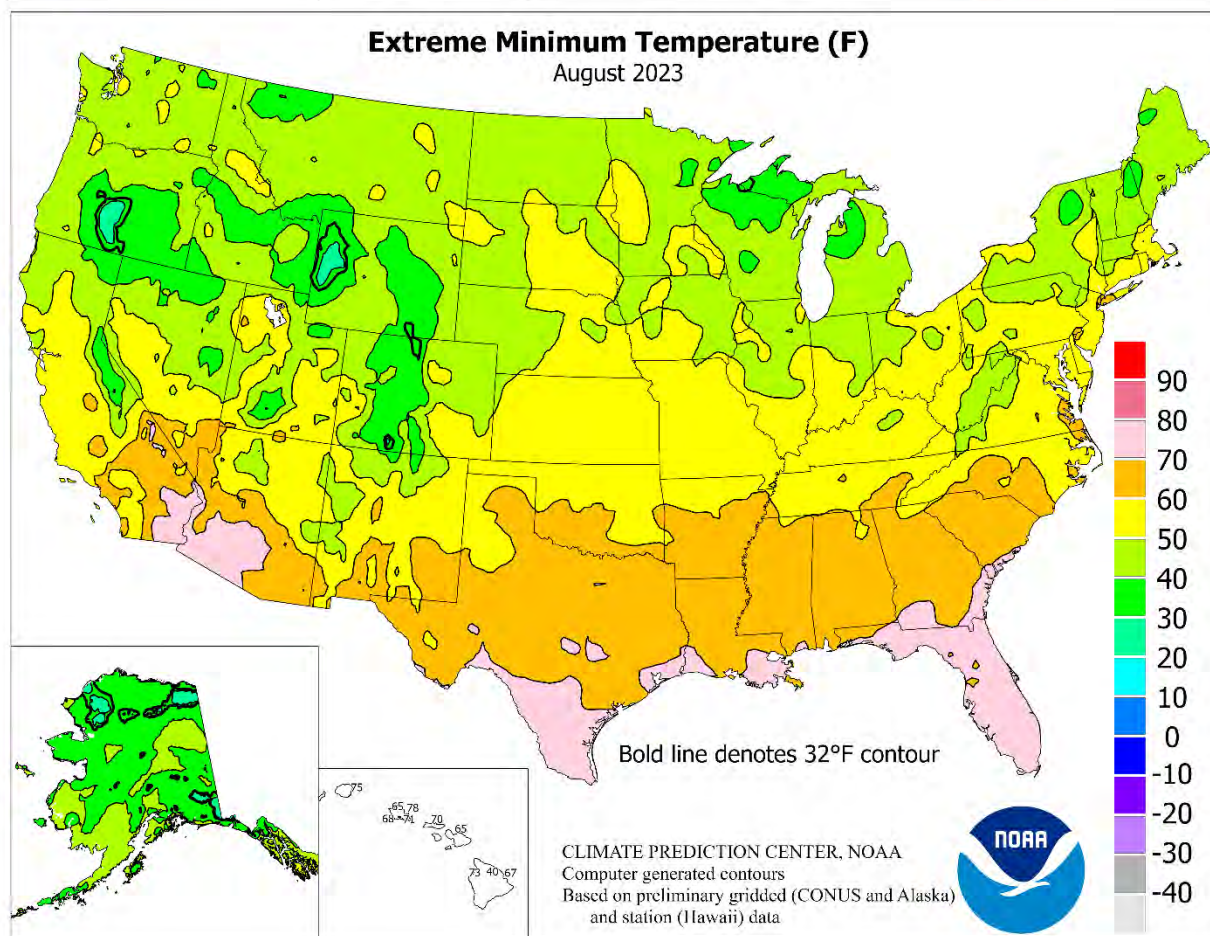 Extreme Minimum Temperature (F)
August 2023
90
80
70
60
50
40
30
20
10
0
-10
-20
-30
-40
Bold line denotes 32°F contour
75
65 78
68 71
70
65
73 40 67
CLIMATE PREDICTION CENTER, NOAA
Computer generated contours
Based on preliminary gridded (CONUS and Alaska)
and station (Hawaii) data
NOAA